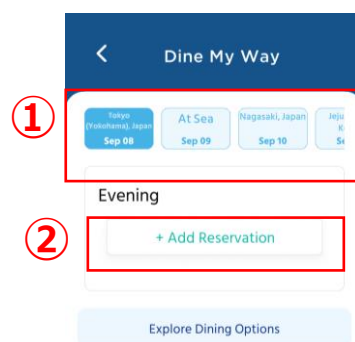 Dine My Way
①
Tokyo
(Yokohama), Japan
Sep 08
At Sea
Sep 09
Nagasaki, Japan
Sep 10
Evening
②
+ Add Reservation
Explore Dining Options